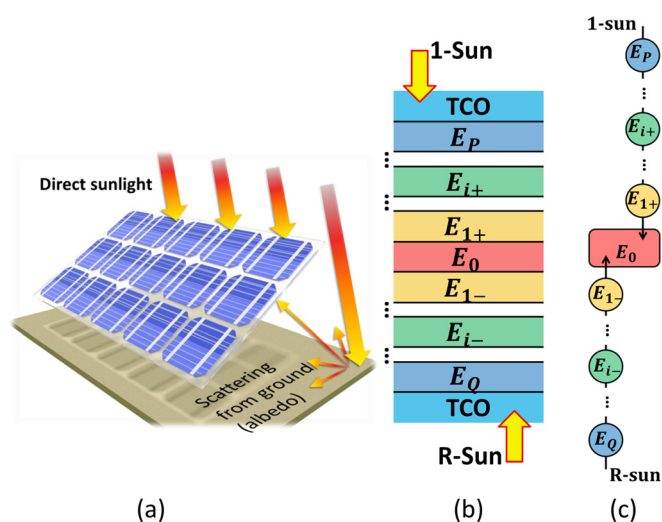 Direct sunlight
Scattering
from ground
(albedo)
(a)
1-Sun
TCO
E_P
⋮ ⋮
E_{i+}
E_{1+}
E_0
E_{1-}
⋮ ⋮
E_{i-}
E_Q
TCO
R-Sun
(b)
1-sun
E_P
⋮
E_{i+}
⋮
E_{1+}
E_0
E_{1-}
⋮
E_{i-}
⋮
E_Q
R-sun
(c)